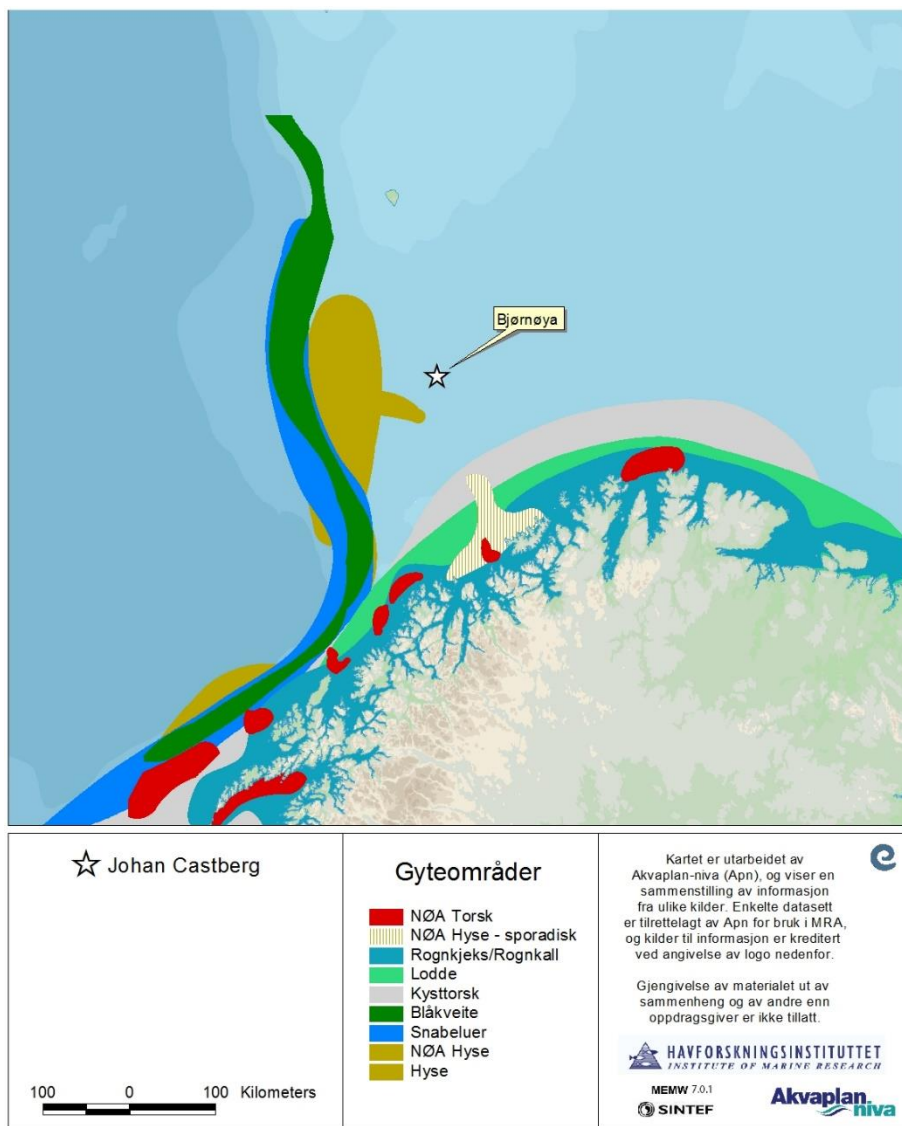 Bjørnøya
Johan Castberg
100 0 100 Kilometers
Gyteområder
NØA Torsk
NØA Hyse - sporadisk
Rognkjeks/Rognkall
Lodde
Kysttorsk
Blåkveite
Snabeluer
NØA Hyse
Hyse
Kartet er utarbeidet av
Akvaplan-niva (Apn), og viser en
sammenstilling av informasjon
fra ulike kilder. Enkelte datasett
er tilrettelagt av Apn for bruk i MRA,
og kilder til informasjon er kreditert
ved angivelse av logo nedenfor.
Gjengivelse av materialet ut av
sammenheng og av andre enn
oppdragsgiver er ikke tillatt.
HAVFORSKNINGSINSTITUTTET
INSTITUTE OF MARINE RESEARCH
MEMW 7.0.1
SINTEF
Akvaplan
niva